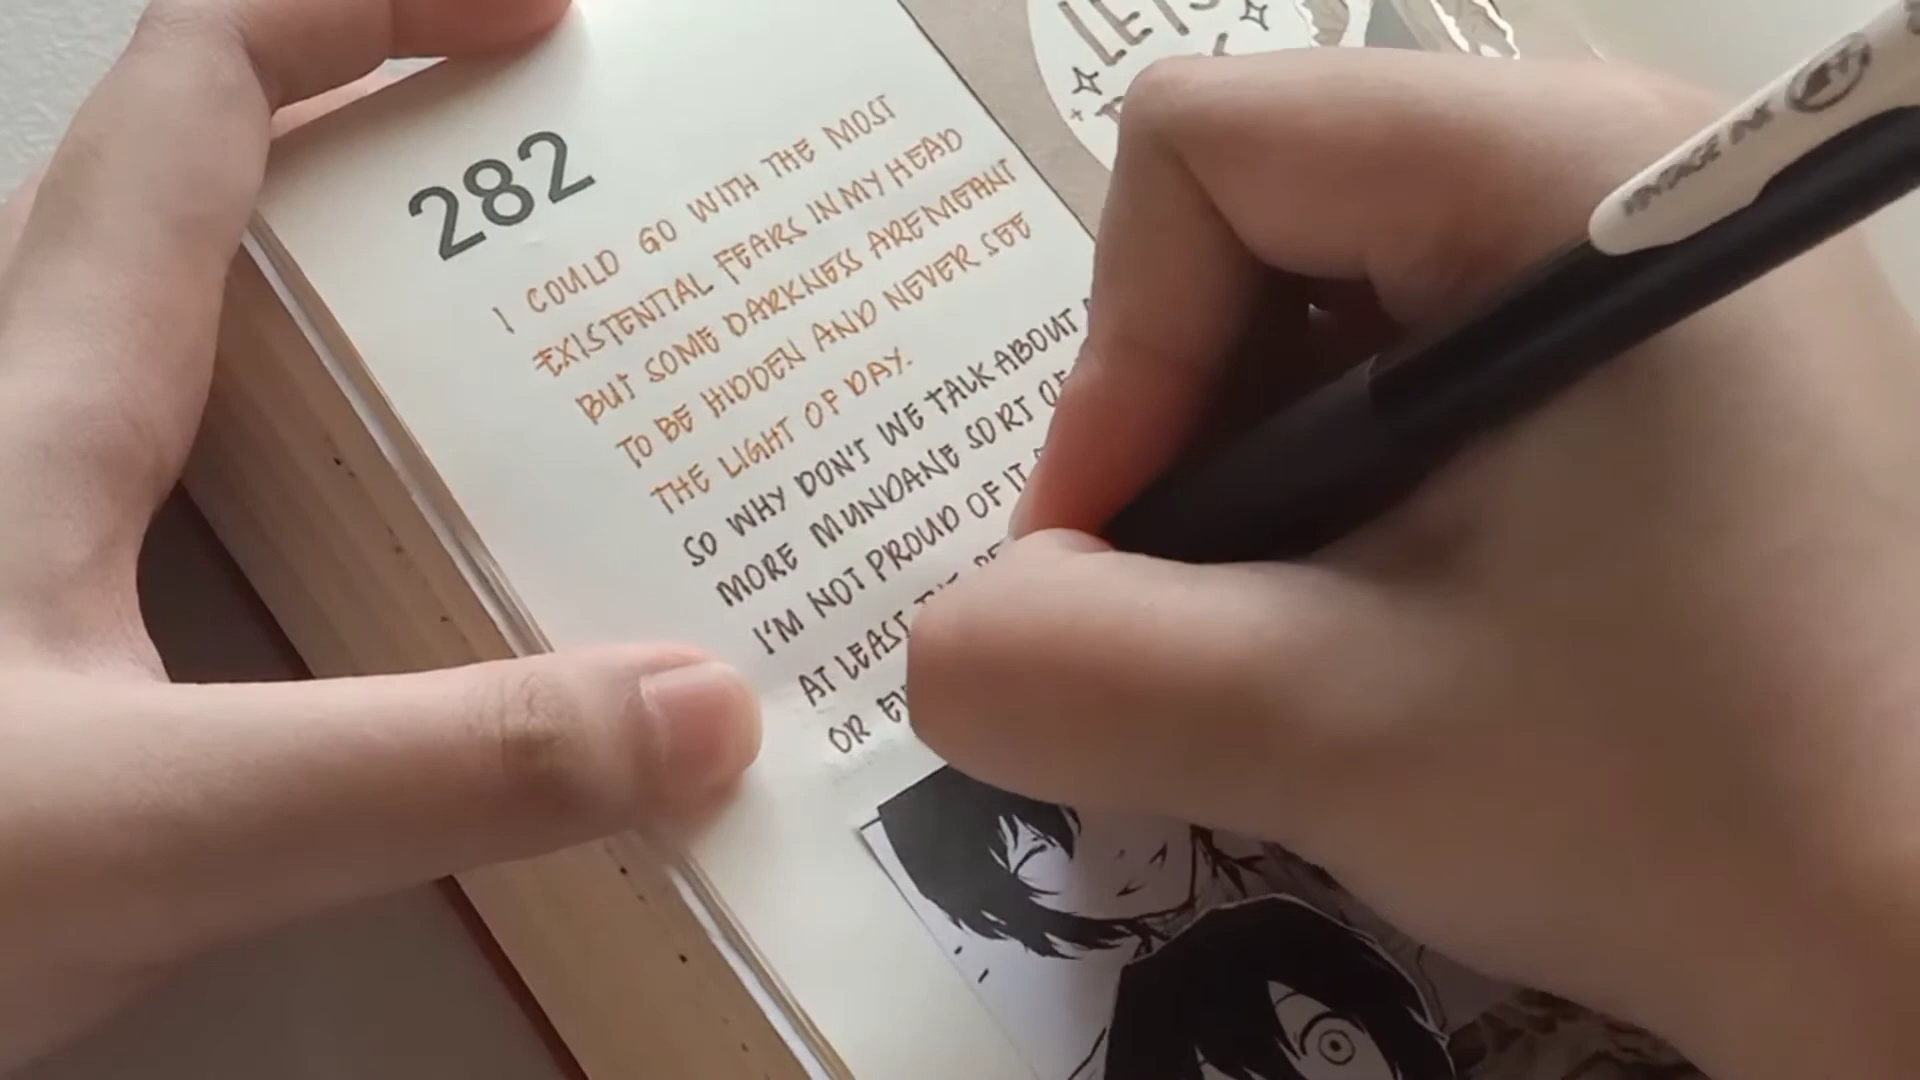 282
I COULD GO WITH THE MOST
EXISTENTIAL FEARS IN MY HEAD
BUT SOME DARKNESS ARE MEANT
TO BE HIDDEN AND NEVER SEE
THE LIGHT OF DAY.
SO WHY DON'T WE TALK ABOUT
MORE MUNDANE SORT OF
I'M NOT PROUD OF IT
AT LEAST
OR
LET'S
VINTAGE INK